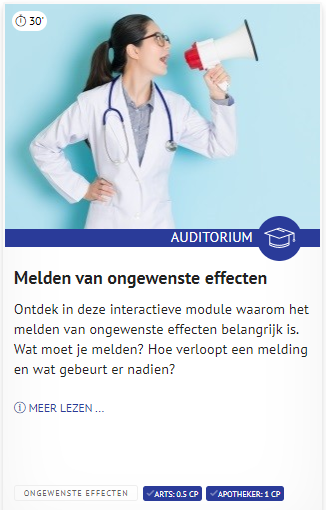 30'
AUDITORIUM
Melden van ongewenste effecten
Ontdek in deze interactieve module waarom het
melden van ongewenste effecten belangrijk is.
Wat moet je melden? Hoe verloopt een melding
en wat gebeurt er nadien?
MEER LEZEN ...
ONGEWENSTE EFFECTEN
ARTS: 0.5 CP
APOTHEKER: 1 CP